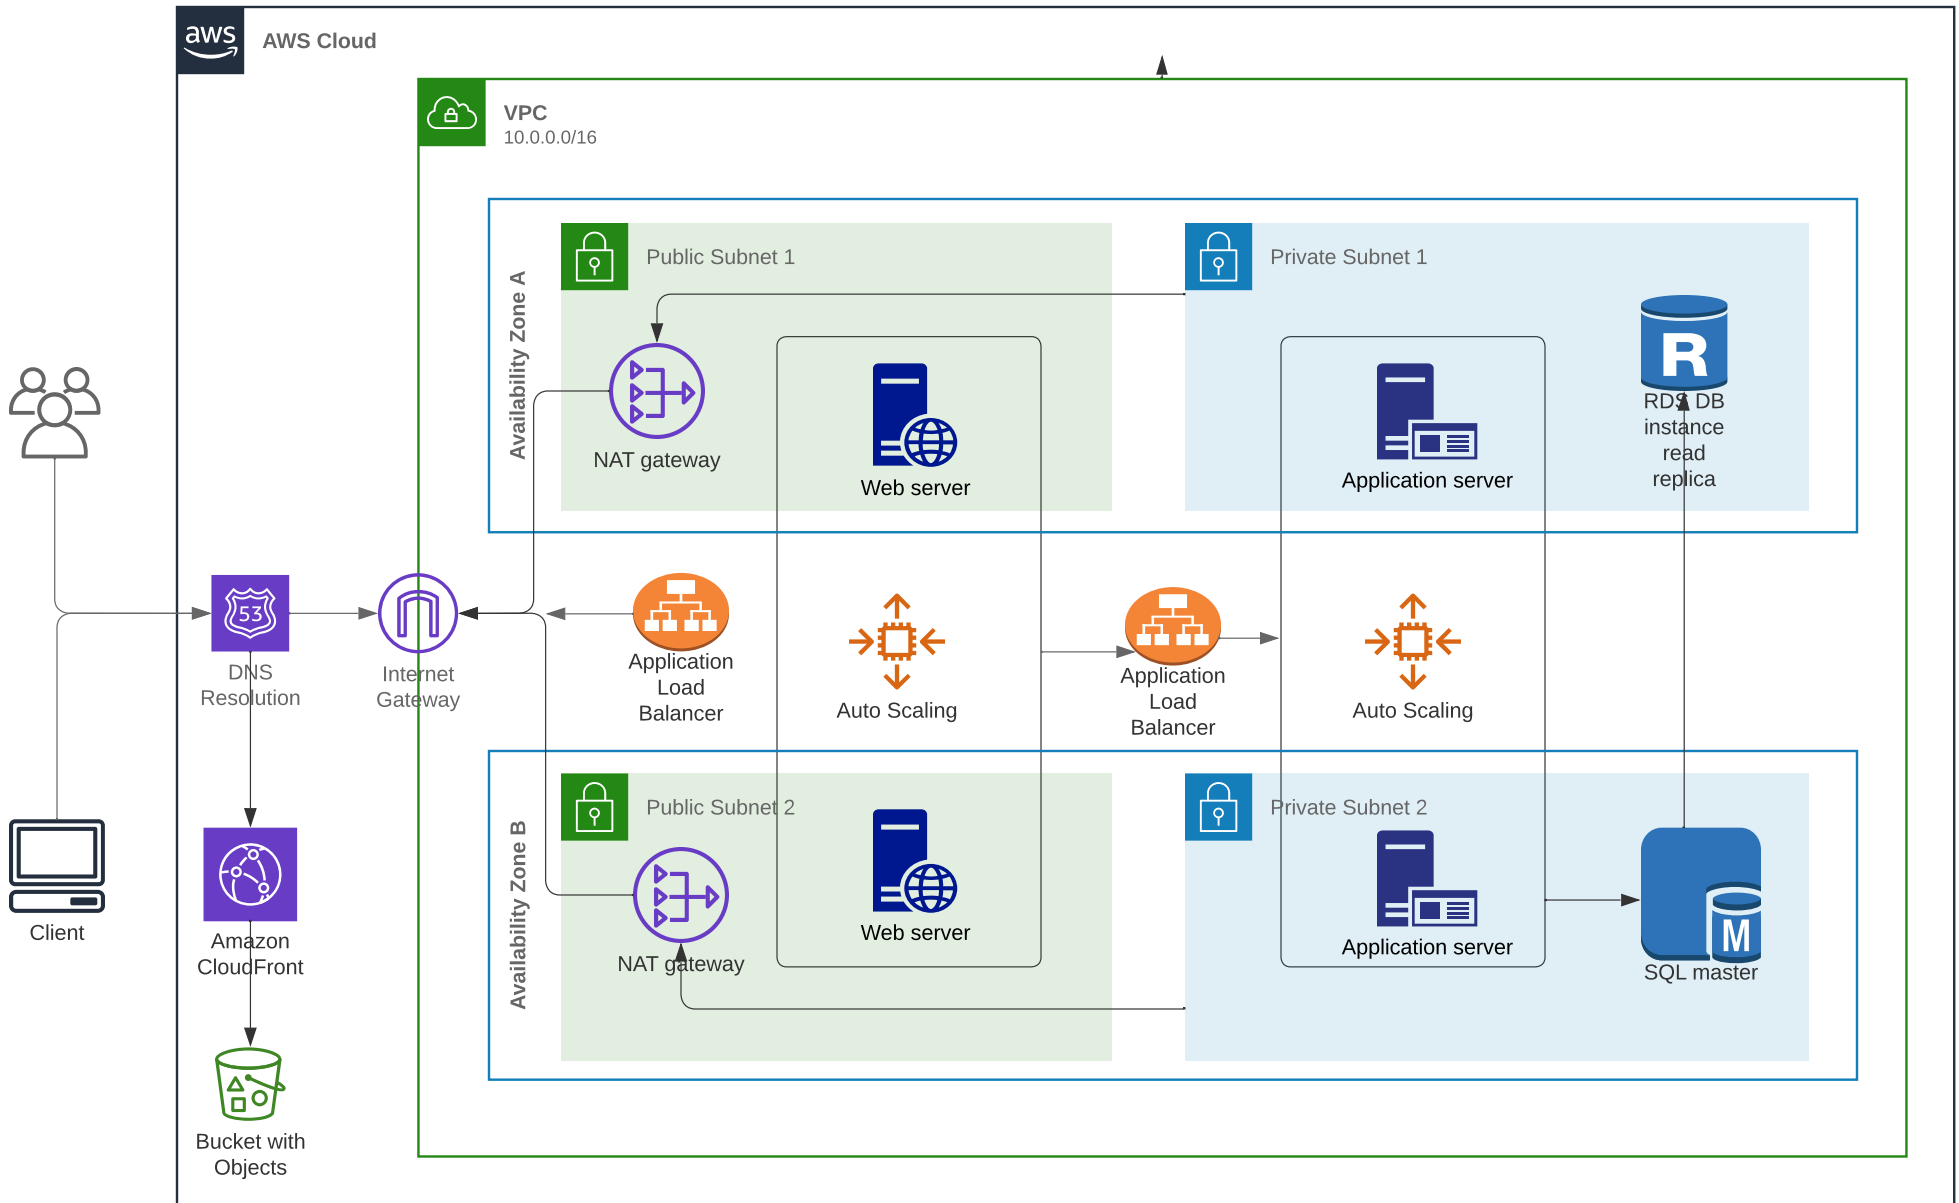 aws
AWS Cloud
VPC
10.0.0.0/16
Availability Zone A
Public Subnet 1
Private Subnet 1
NAT gateway
Web server
Application server
R
RDS DB
instance
read
replica
53
DNS
Resolution
Internet
Gateway
Application
Load
Balancer
Auto Scaling
Application
Load
Balancer
Auto Scaling
Availability Zone B
Public Subnet 2
Private Subnet 2
NAT gateway
Web server
Application server
M
SQL master
Client
Amazon
CloudFront
Bucket with
Objects